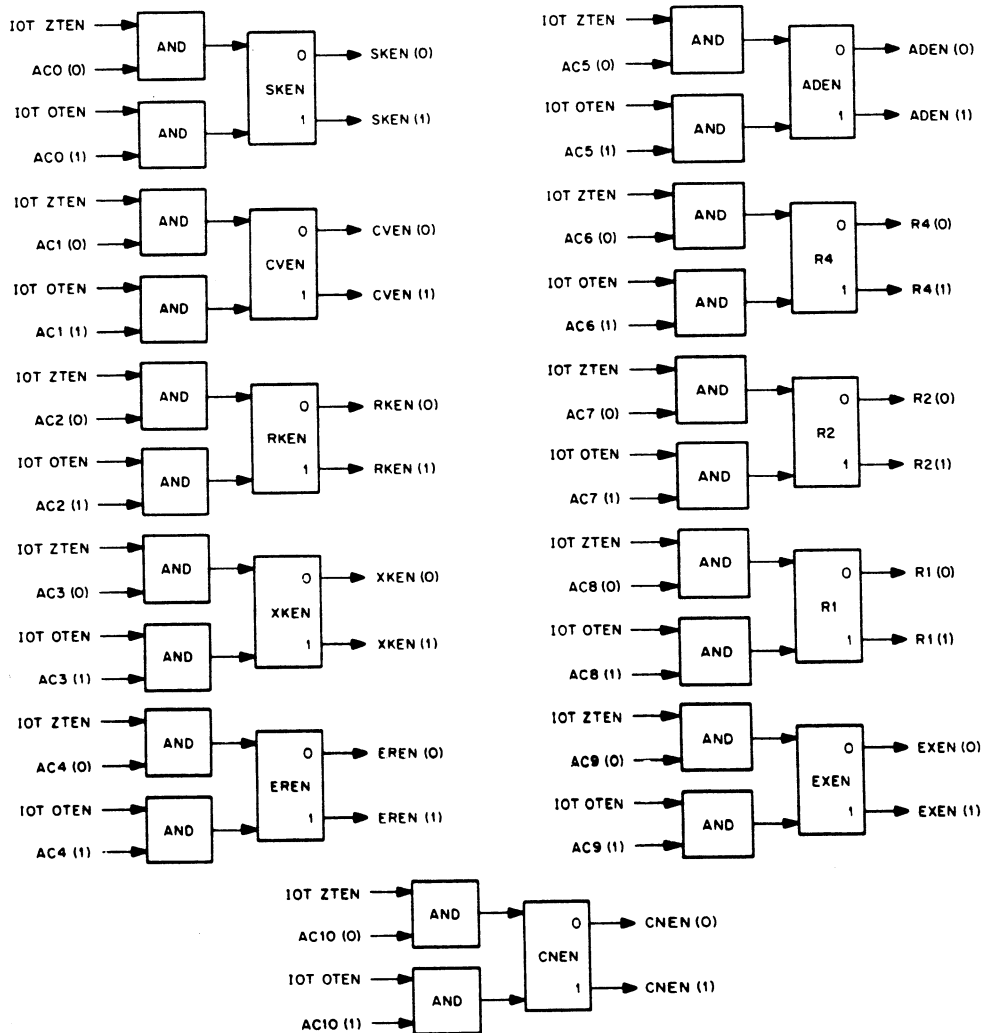 IOT ZTEN
AC0 (0)
AND
IOT OTEN
AC0 (1)
AND
0
SKEN
1
SKEN (0)
SKEN (1)
IOT ZTEN
AC1 (0)
AND
IOT OTEN
AC1 (1)
AND
0
CVEN
1
CVEN (0)
CVEN (1)
IOT ZTEN
AC2 (0)
AND
IOT OTEN
AC2 (1)
AND
0
RKEN
1
RKEN (0)
RKEN (1)
IOT ZTEN
AC3 (0)
AND
IOT OTEN
AC3 (1)
AND
0
XKEN
1
XKEN (0)
XKEN (1)
IOT ZTEN
AC4 (0)
AND
IOT OTEN
AC4 (1)
AND
0
EREN
1
EREN (0)
EREN (1)
IOT ZTEN
AC5 (0)
AND
IOT OTEN
AC5 (1)
AND
0
ADEN
1
ADEN (0)
ADEN (1)
IOT ZTEN
AC6 (0)
AND
IOT OTEN
AC6 (1)
AND
0
R4
1
R4 (0)
R4 (1)
IOT ZTEN
AC7 (0)
AND
IOT OTEN
AC7 (1)
AND
0
R2
1
R2 (0)
R2 (1)
IOT ZTEN
AC8 (0)
AND
IOT OTEN
AC8 (1)
AND
0
R1
1
R1 (0)
R1 (1)
IOT ZTEN
AC9 (0)
AND
IOT OTEN
AC9 (1)
AND
0
EXEN
1
EXEN (0)
EXEN (1)
IOT ZTEN
AC10 (0)
AND
IOT OTEN
AC10 (1)
AND
0
CNEN
1
CNEN (0)
CNEN (1)